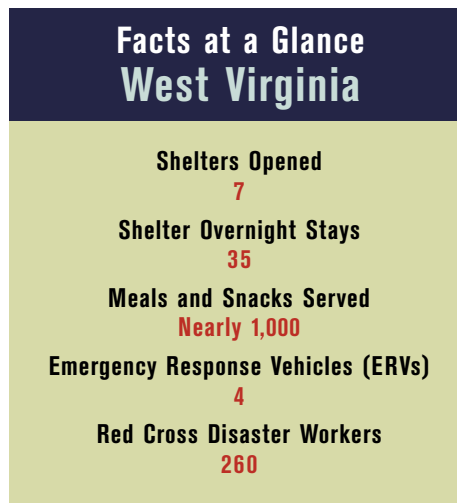 Facts at a Glance
West Virginia
Shelters Opened
7
Shelter Overnight Stays
35
Meals and Snacks Served
Nearly 1,000
Emergency Response Vehicles (ERVs)
4
Red Cross Disaster Workers
260